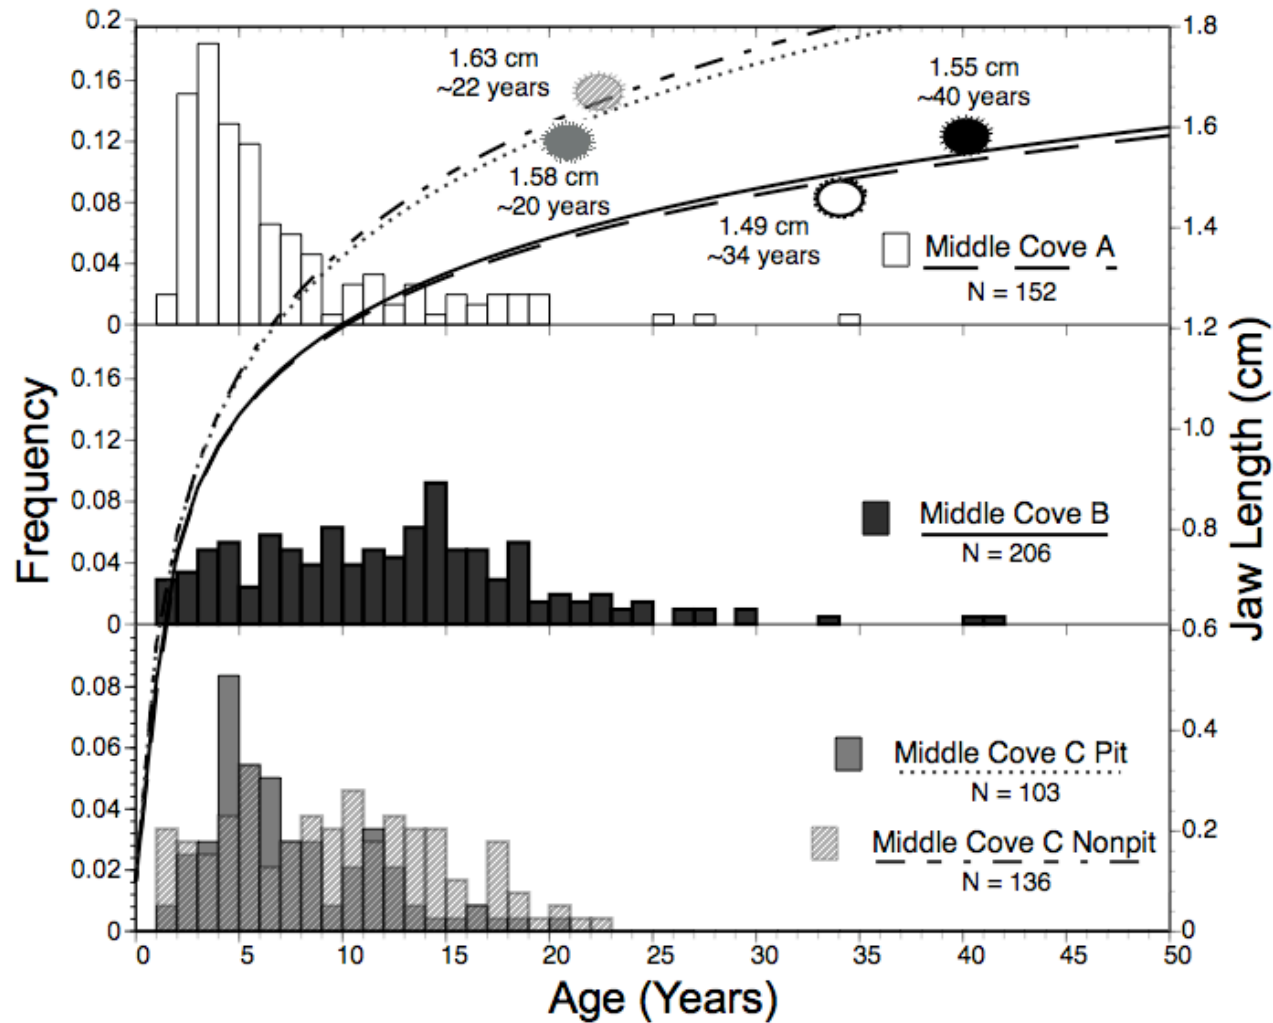 0.2
0.16
0.12
0.08
0.04
0
0.16
0.12
0.08
0.04
0
0.08
0.06
0.04
0.02
0
Frequency
1.63 cm
~22 years
1.58 cm
~20 years
1.55 cm
~40 years
1.49 cm
~34 years
Middle Cove A
N = 152
Middle Cove B
N = 206
Middle Cove C Pit
N = 103
Middle Cove C Nonpit
N = 136
1.8
1.6
1.4
1.2
1.0
0.8
0.6
0.4
0.2
0
Jaw Length (cm)
0 5 10 15 20 25 30 35 40 45 50
Age (Years)